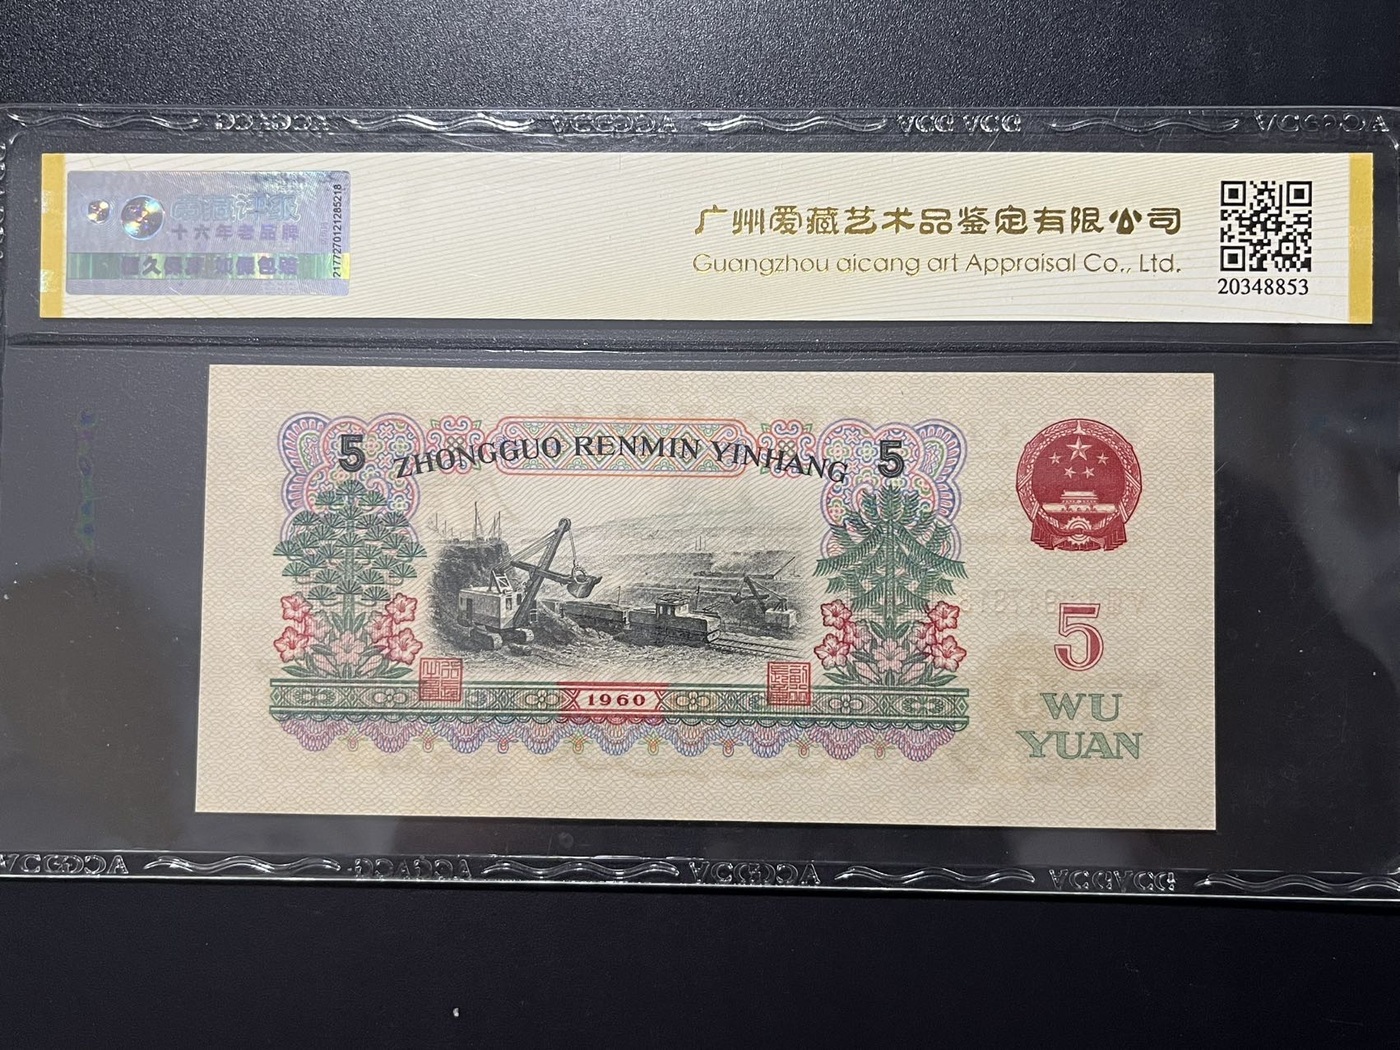 爱藏评级
十六年老品牌
恒久保真 如假包赔
2177270121285218
广州爱藏艺术品鉴定有限公司
Guangzhou aicang art Appraisal Co., Ltd.
20348853
5
ZHONGGUO RENMIN YINHANG
5
1960
5
WU
YUAN